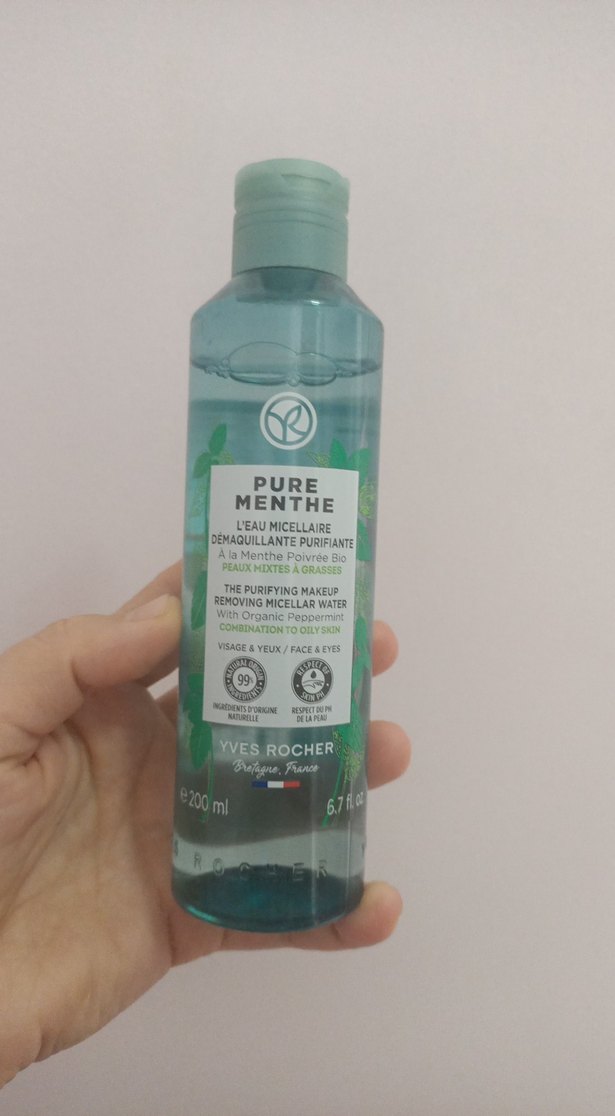 PURE
MENTHE
L'EAU MICELLAIRE
DÉMAQUILLANTE PURIFIANTE
À la Menthe Poivrée Bio
PEAUX MIXTES À GRASSES
THE PURIFYING MAKEUP
REMOVING MICELLAR WATER
With Organic Peppermint
COMBINATION TO OILY SKIN
VISAGE & YEUX / FACE & EYES
NATURAL ORIGIN
99%
INGREDIENTS
RESPECT OF
SKIN PH
INGRÉDIENTS D'ORIGINE
NATURELLE
RESPECT DU PH
DE LA PEAU
YVES ROCHER
Bretagne, France
e 200 ml
6.7 fl. oz
ROCHER